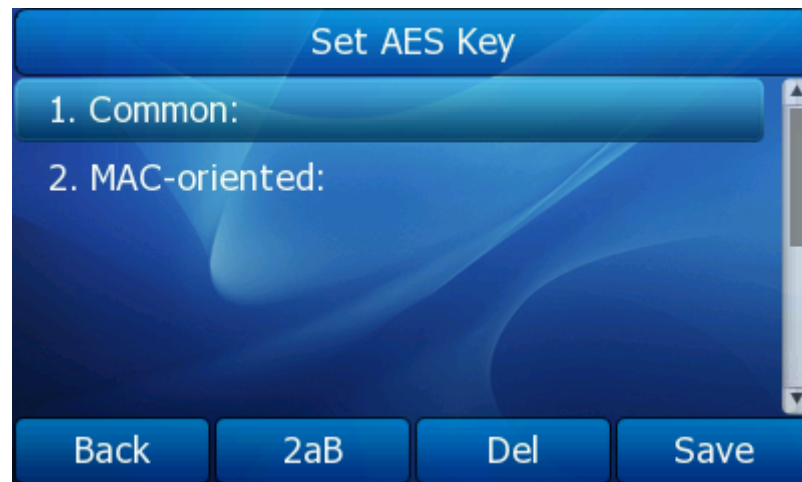 Set AES Key
1. Common:
2. MAC-oriented:
Back 2aB Del Save